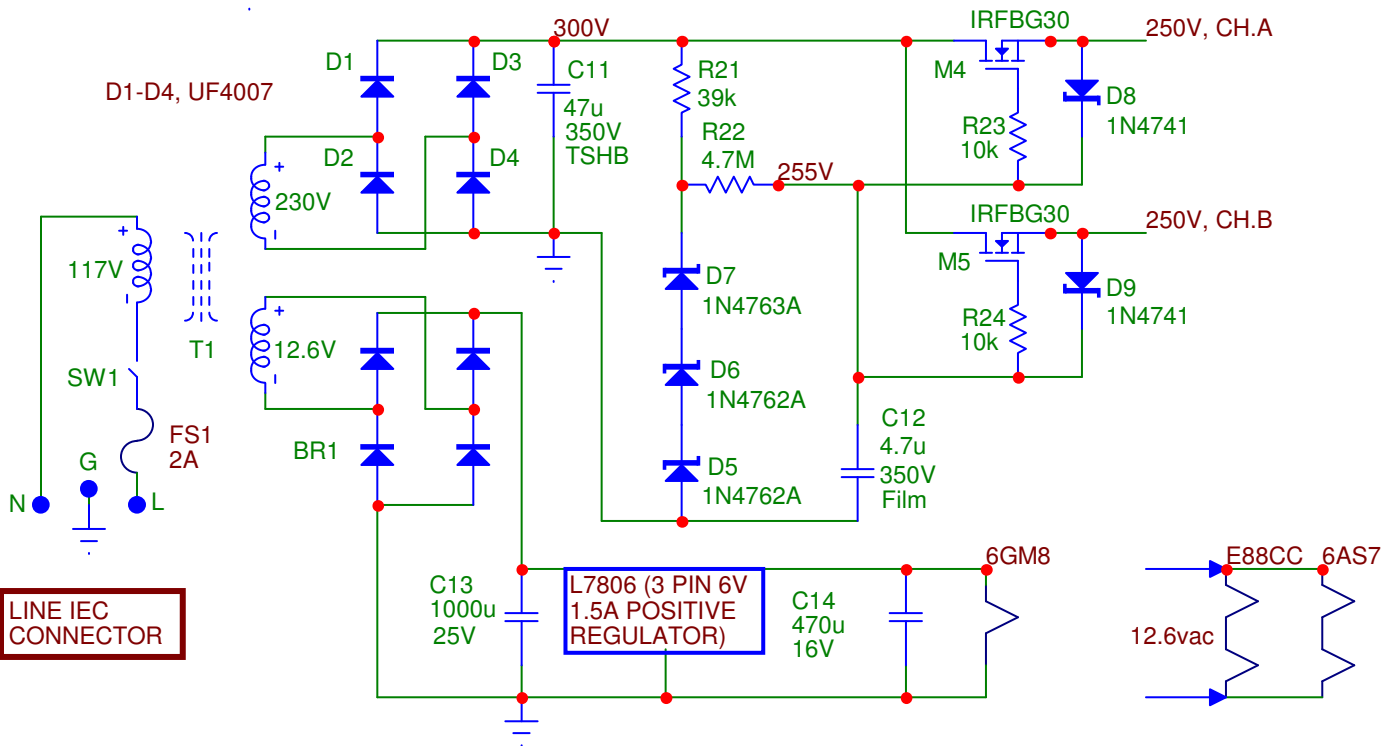 300V
IRFBG30
250V, CH.A
D1
D3
C11
47u
350V
TSHB
R21
39k
M4
D8
1N4741
D1-D4, UF4007
R22
4.7M
R23
10k
D2
D4
255V
+
230V
-
IRFBG30
250V, CH.B
+
117V
-
M5
D7
1N4763A
D9
1N4741
R24
10k
T1
+
12.6V
-
SW1
D6
1N4762A
FS1
2A
BR1
C12
4.7u
350V
Film
D5
1N4762A
G
N
L
6GM8
E88CC
6AS7
C13
1000u
25V
L7806 (3 PIN 6V
1.5A POSITIVE
REGULATOR)
C14
470u
16V
12.6vac
LINE IEC
CONNECTOR